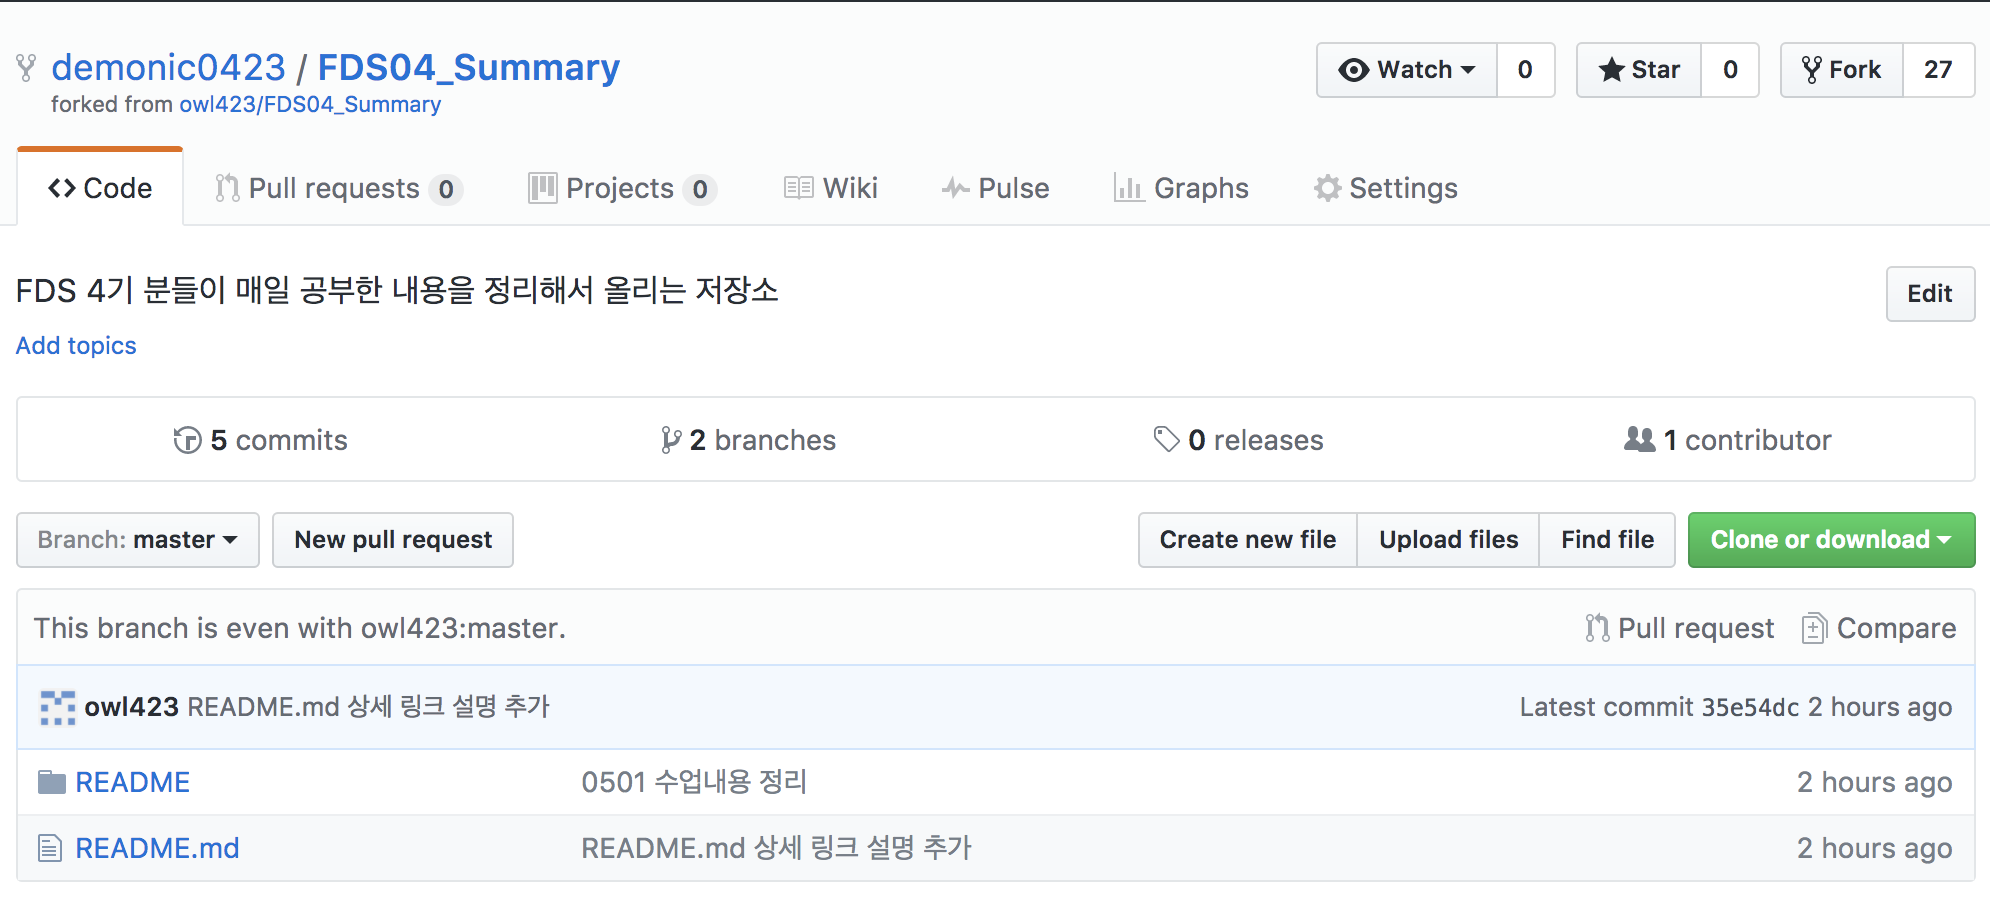 demonic0423 / FDS04_Summary
Watch 0 Star 0 Fork 27
forked from owl423/FDS04_Summary
Code Pull requests 0 Projects 0 Wiki Pulse Graphs Settings
FDS 4기 분들이 매일 공부한 내용을 정리해서 올리는 저장소
Edit
Add topics
5 commits 2 branches 0 releases 1 contributor
Branch: master New pull request Create new file Upload files Find file Clone or download
This branch is even with owl423:master. Pull request Compare
owl423 README.md 상세 링크 설명 추가 Latest commit 35e54dc 2 hours ago
README 0501 수업내용 정리 2 hours ago
README.md README.md 상세 링크 설명 추가 2 hours ago